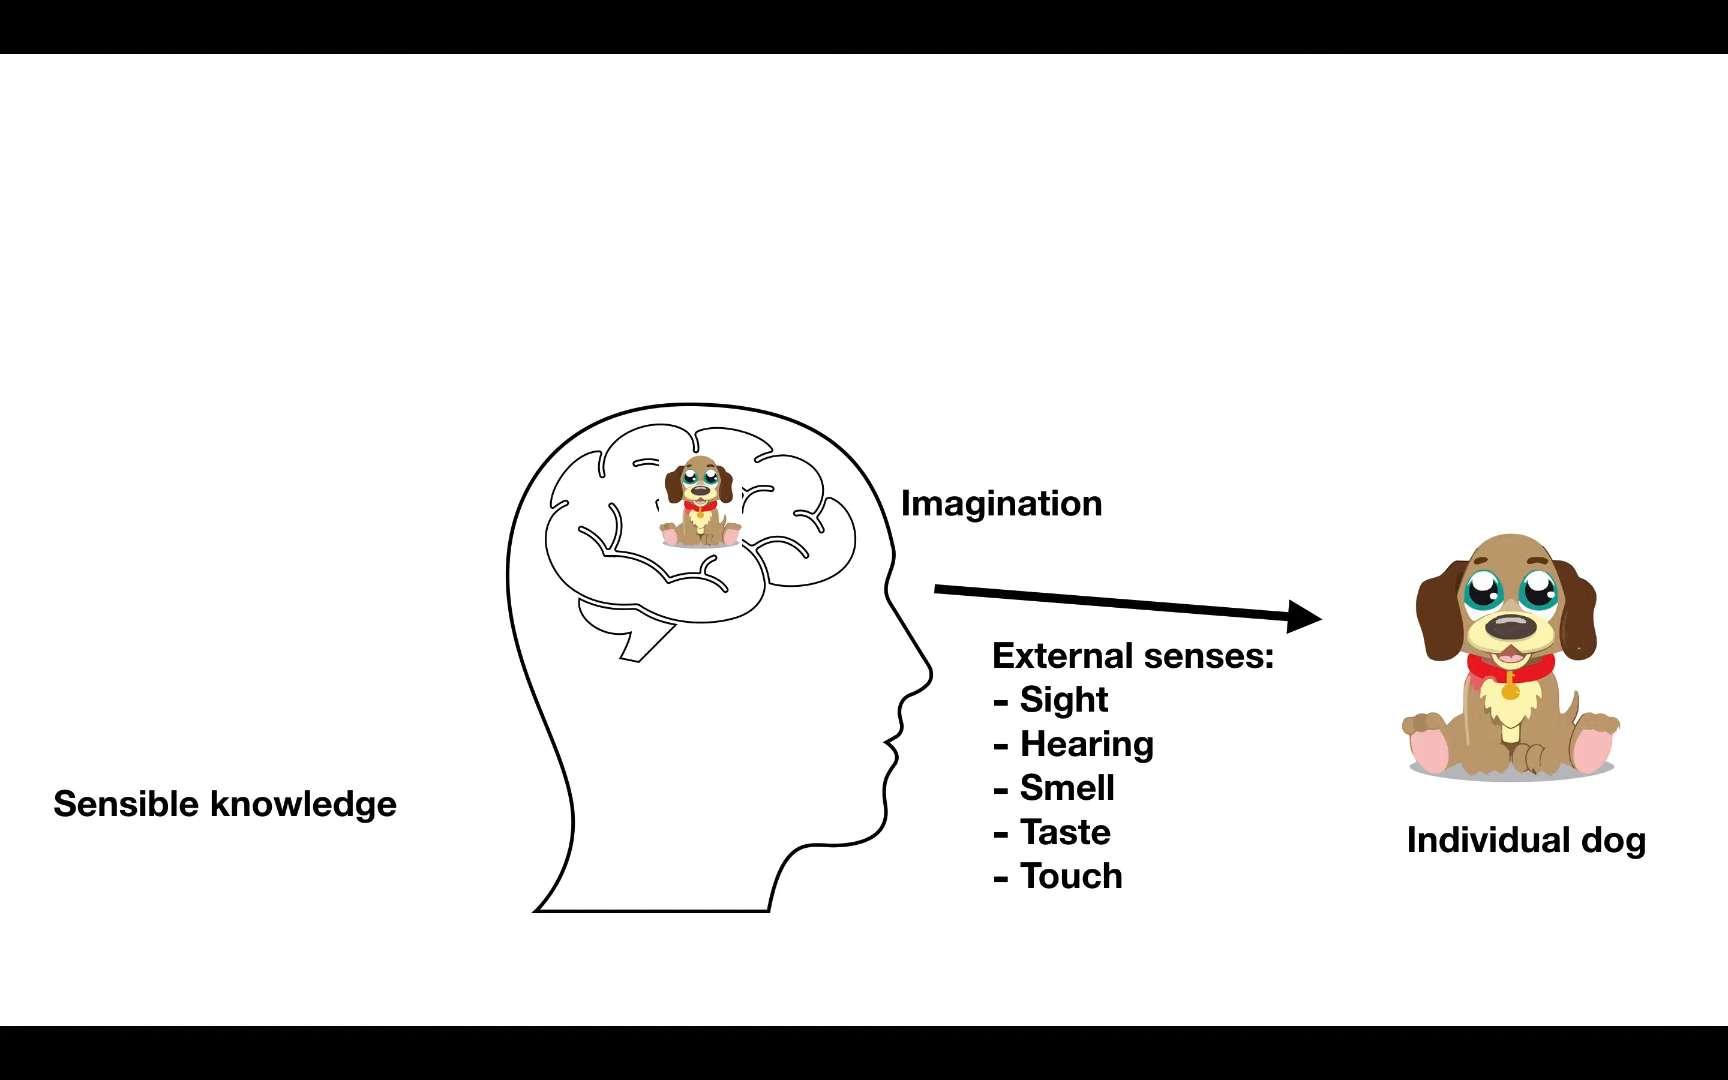 Imagination
External senses:
- Sight
- Hearing
- Smell
- Taste
- Touch
Sensible knowledge
Individual dog